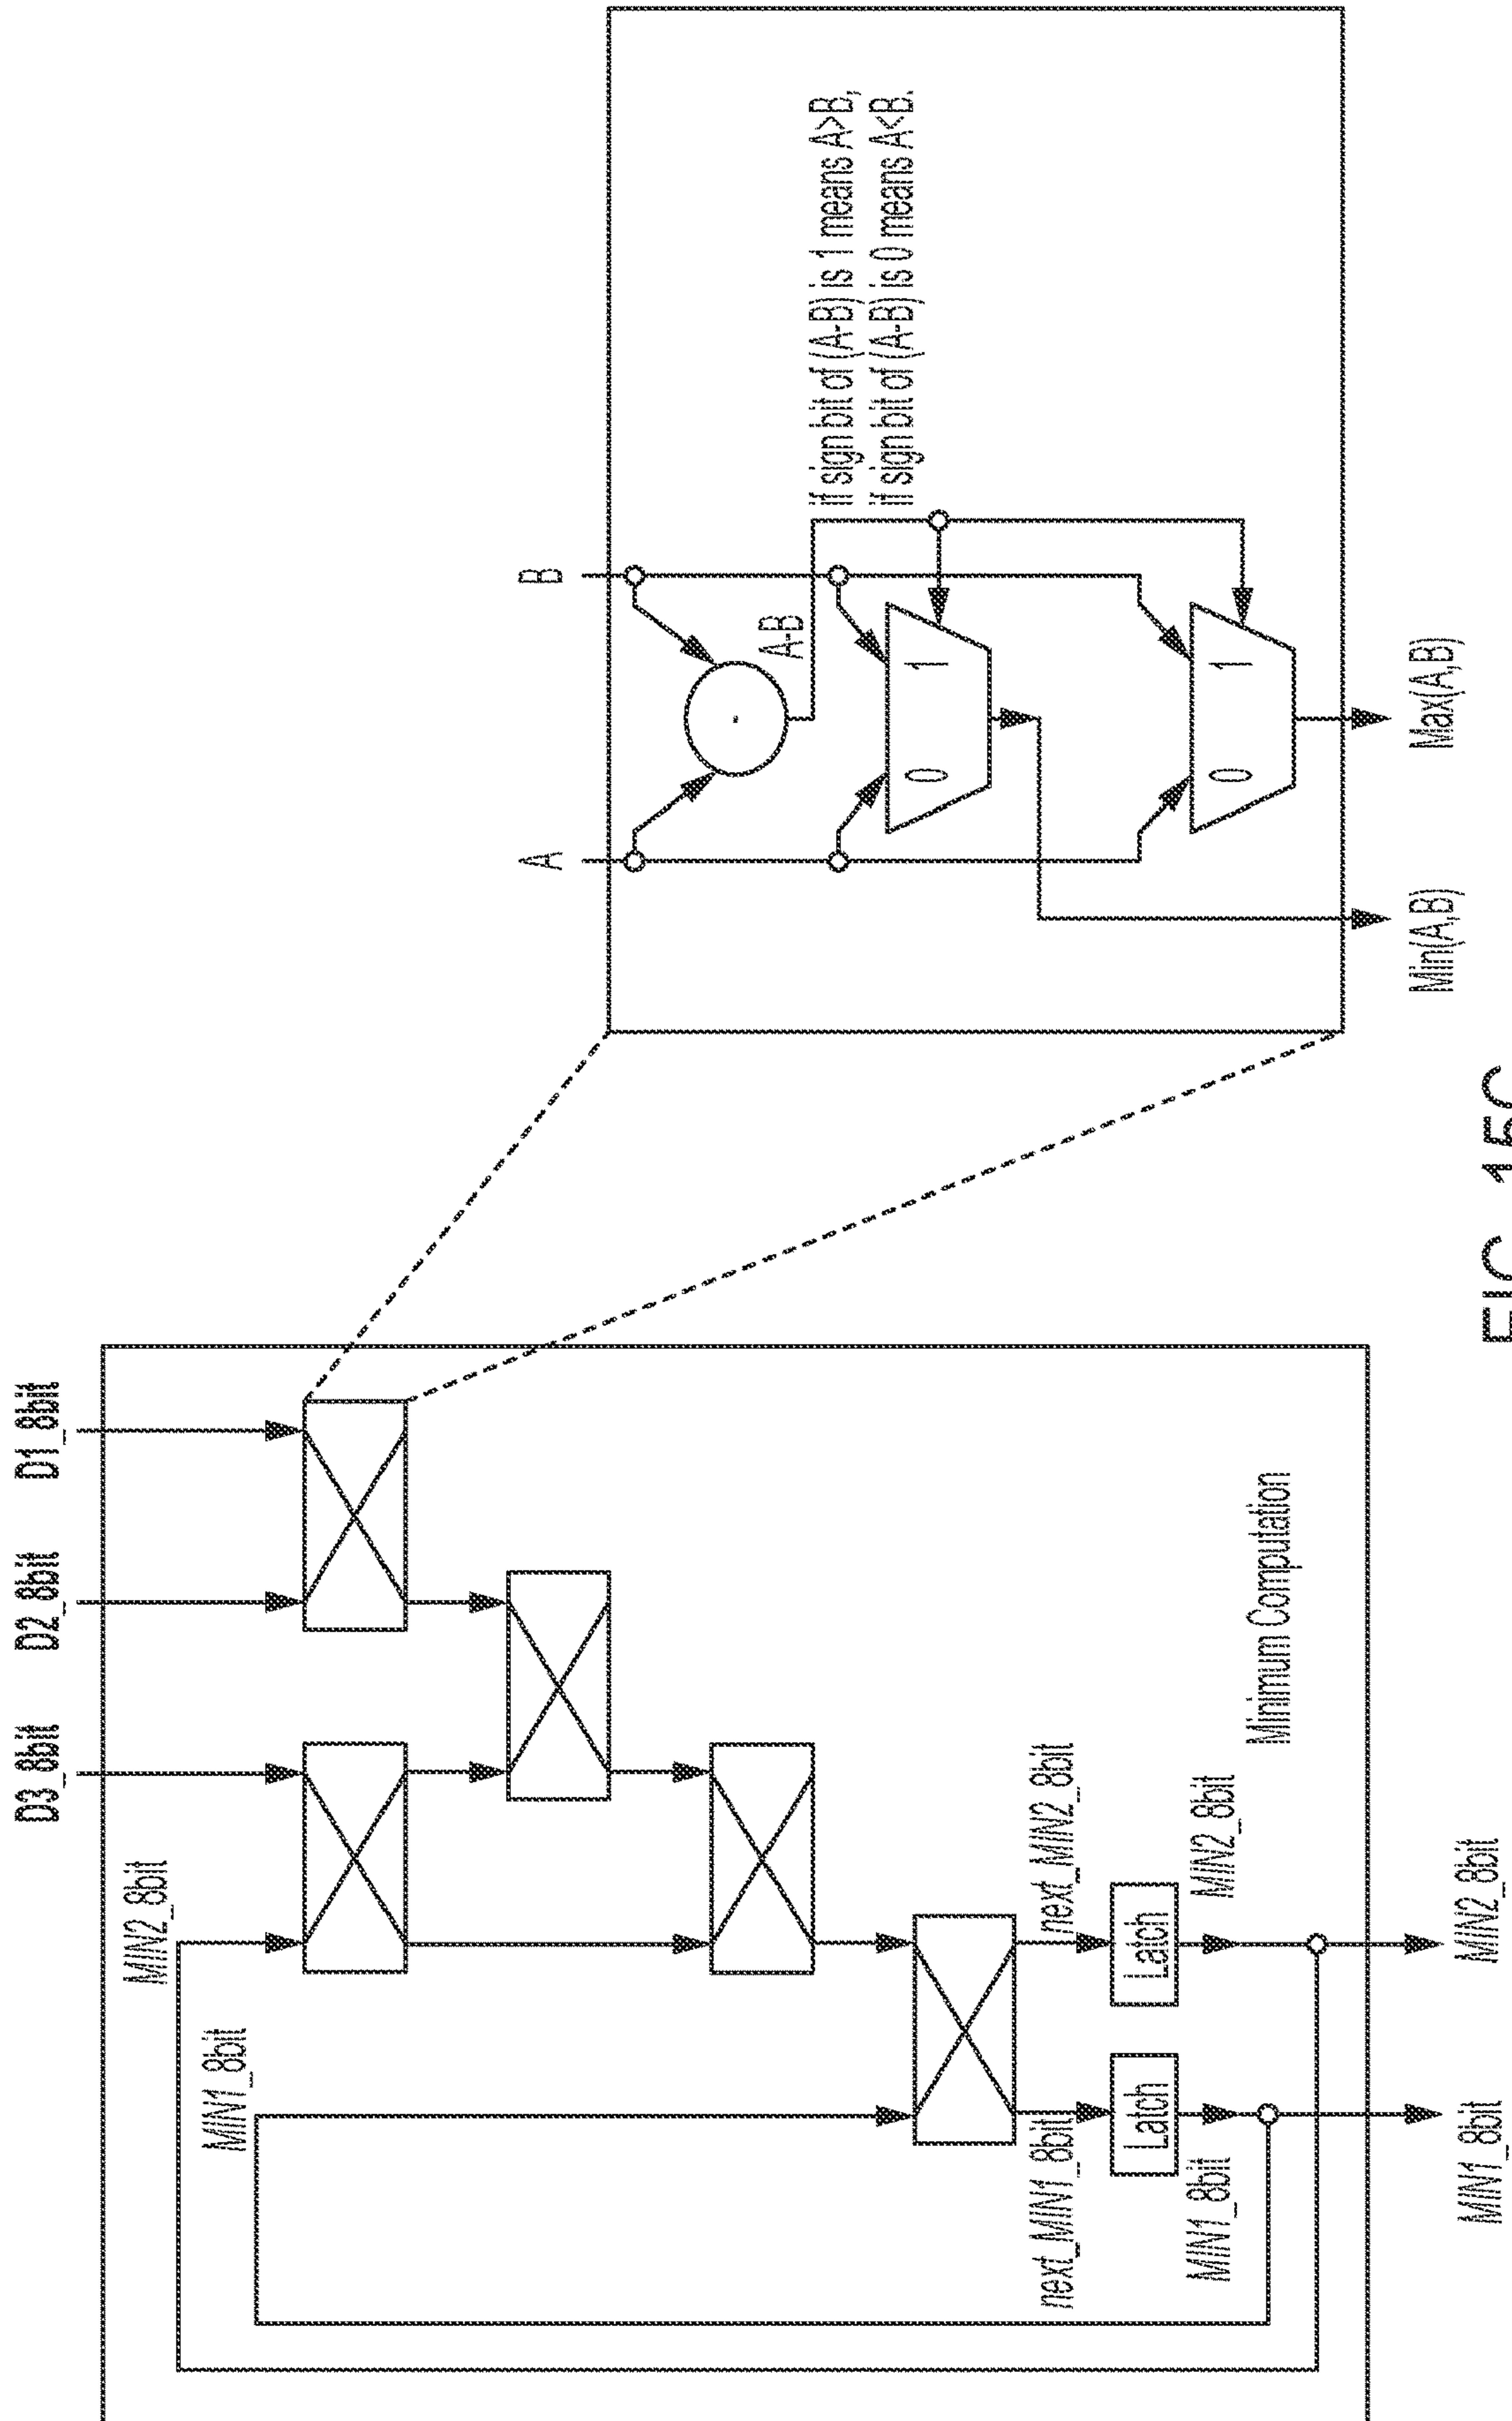 D3_8bit
D2_8bit
D1_8bit
MIN2_8bit
MIN1_8bit
next_MIN1_8bit
next_MIN2_8bit
Latch
Latch
MIN1_8bit
MIN2_8bit
Minimum Computation
MIN1_8bit
MIN2_8bit
A
B
-
A-B
if sign bit of (A-B) is 1 means A>B,
if sign bit of (A-B) is 0 means A<B.
0 1
0 1
Min(A,B)
Max(A,B)
FIG. 15C